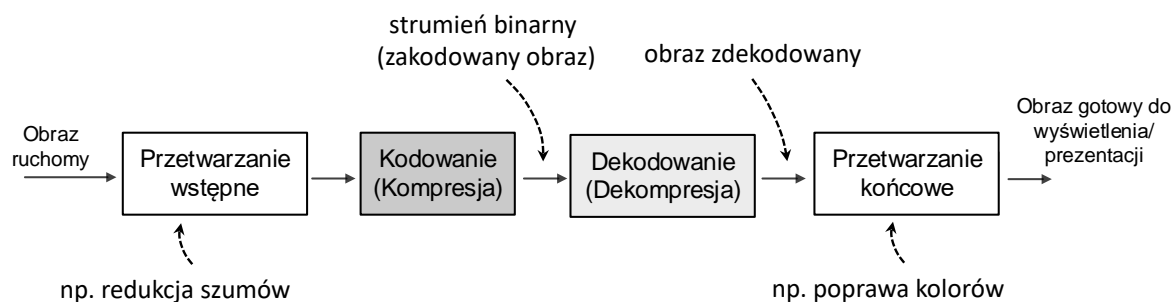 strumień binarny
(zakodowany obraz)
obraz zdekodowany
Obraz
ruchomy
Przetwarzanie
wstępne
Kodowanie
(Kompresja)
Dekodowanie
(Dekompresja)
Przetwarzanie
końcowe
Obraz gotowy do
wyświetlenia/
prezentacji
np. redukcja szumów
np. poprawa kolorów